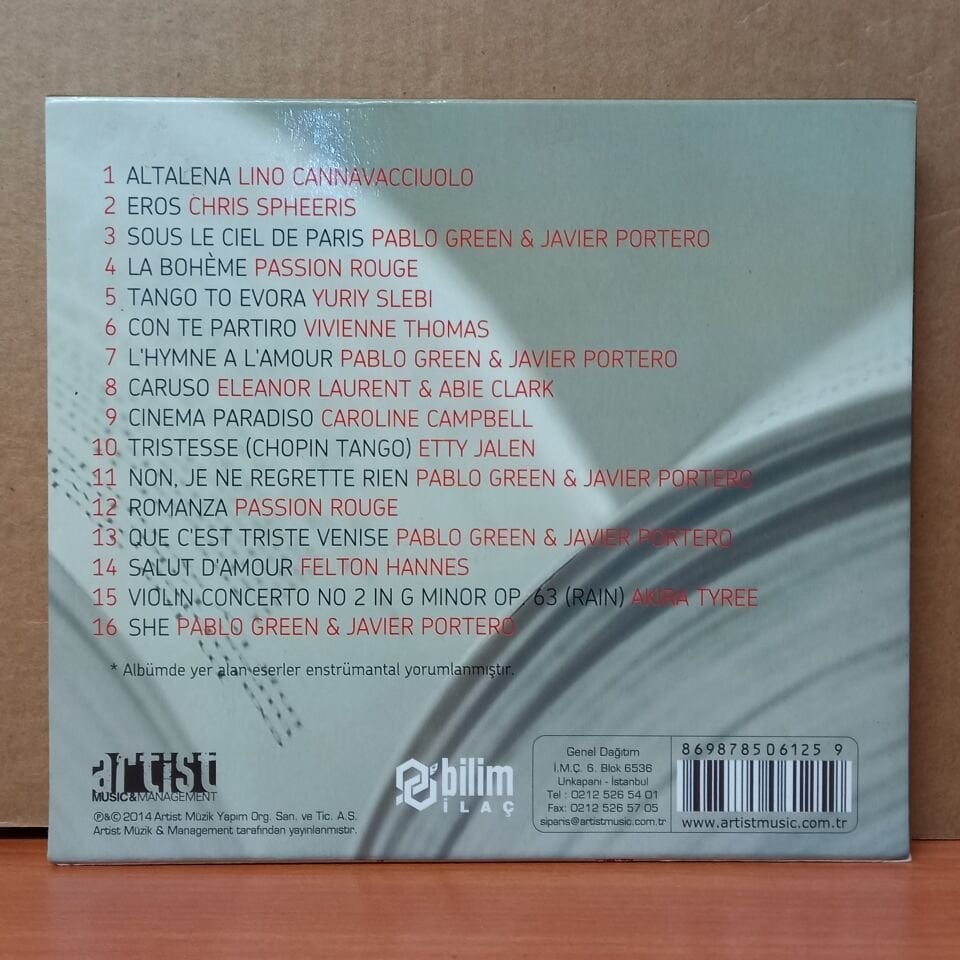 1 ALTALENA LINO CANNAVACCIUOLO
2 EROS CHRIS SPHEERIS
3 SOUS LE CIEL DE PARIS PABLO GREEN & JAVIER PORTERO
4 LA BOHÈME PASSION ROUGE
5 TANGO TO EVORA YURIY SLEBI
6 CON TE PARTIRO VIVIENNE THOMAS
7 L'HYMNE A L'AMOUR PABLO GREEN & JAVIER PORTERO
8 CARUSO ELEANOR LAURENT & ABIE CLARK
9 CINEMA PARADISO CAROLINE CAMPBELL
10 TRISTESSE (CHOPIN TANGO) ETTY JALEN
11 NON, JE NE REGRETTE RIEN PABLO GREEN & JAVIER PORTERO
12 ROMANZA PASSION ROUGE
13 QUE C'EST TRISTE VENISE PABLO GREEN & JAVIER PORTERO
14 SALUT D'AMOUR FELTON HANNES
15 VIOLIN CONCERTO NO 2 IN G MINOR OP. 63 (RAIN) AKIRA TYREE
16 SHE PABLO GREEN & JAVIER PORTERO
* Albümde yer alan eserler enstrümantal yorumlanmıştır.
artist
MUSIC&MANAGEMENT
℗&© 2014 Artist Müzik Yapım Org. San. ve Tic. A.S.
Artist Müzik & Management tarafından yayınlanmıştır.
bilim
İLAÇ
Genel Dağıtım
İ.M.Ç. 6. Blok 6536
Unkapanı - İstanbul
Tel : 0212 526 54 01
Fax: 0212 526 57 05
siparis@artistmusic.com.tr
869878506125 9
www.artistmusic.com.tr